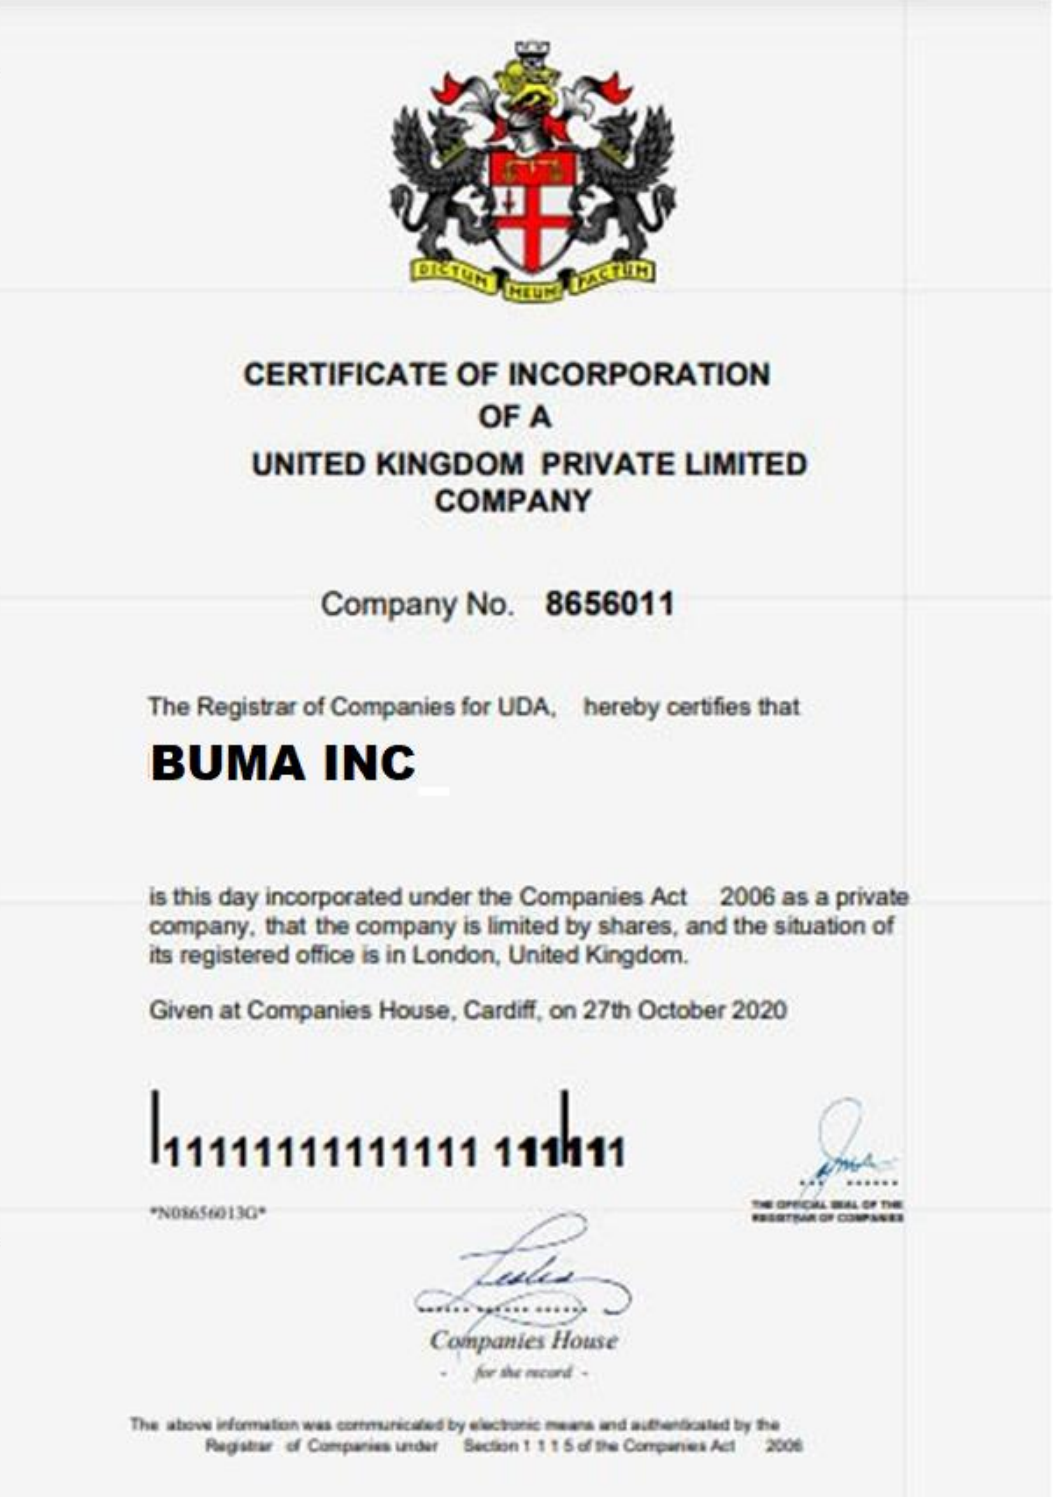 DICTUM MEUM PACTUM
CERTIFICATE OF INCORPORATION
OF A
UNITED KINGDOM PRIVATE LIMITED
COMPANY
Company No. 8656011
The Registrar of Companies for UDA, hereby certifies that
BUMA INC
is this day incorporated under the Companies Act 2006 as a private
company, that the company is limited by shares, and the situation of
its registered office is in London, United Kingdom.
Given at Companies House, Cardiff, on 27th October 2020
*N08656013G*
THE OFFICIAL SEAL OF THE
REGISTRAR OF COMPANIES
Companies House
- for the record -
The above information was communicated by electronic means and authenticated by the
Registrar of Companies under Section 1 1 1 5 of the Companies Act 2006